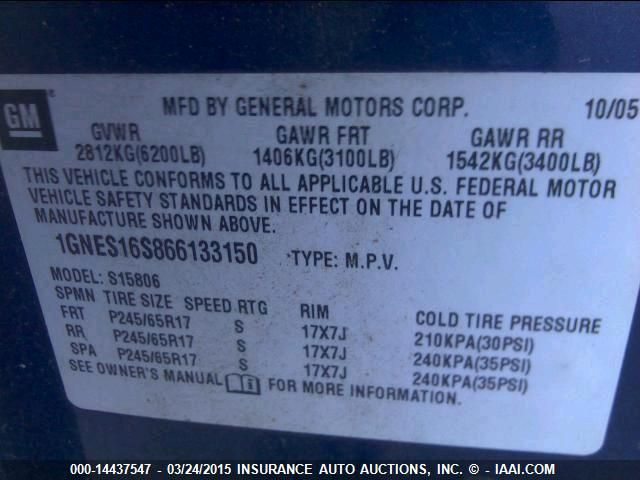 GM
MFD BY GENERAL MOTORS CORP. 10/05
GVWR GAWR FRT GAWR RR
2812KG(6200LB) 1406KG(3100LB) 1542KG(3400LB)
THIS VEHICLE CONFORMS TO ALL APPLICABLE U.S. FEDERAL MOTOR
VEHICLE SAFETY STANDARDS IN EFFECT ON THE DATE OF
MANUFACTURE SHOWN ABOVE.
1GNES16S866133150 TYPE: M.P.V.
MODEL: S15806
SPMN TIRE SIZE SPEED RTG RIM COLD TIRE PRESSURE
FRT P245/65R17 S 17X7J 210KPA(30PSI)
RR P245/65R17 S 17X7J 240KPA(35PSI)
SPA P245/65R17 S 17X7J 240KPA(35PSI)
SEE OWNER'S MANUAL FOR MORE INFORMATION.
000-14437547 - 03/24/2015 INSURANCE AUTO AUCTIONS, INC. © - IAAI.COM